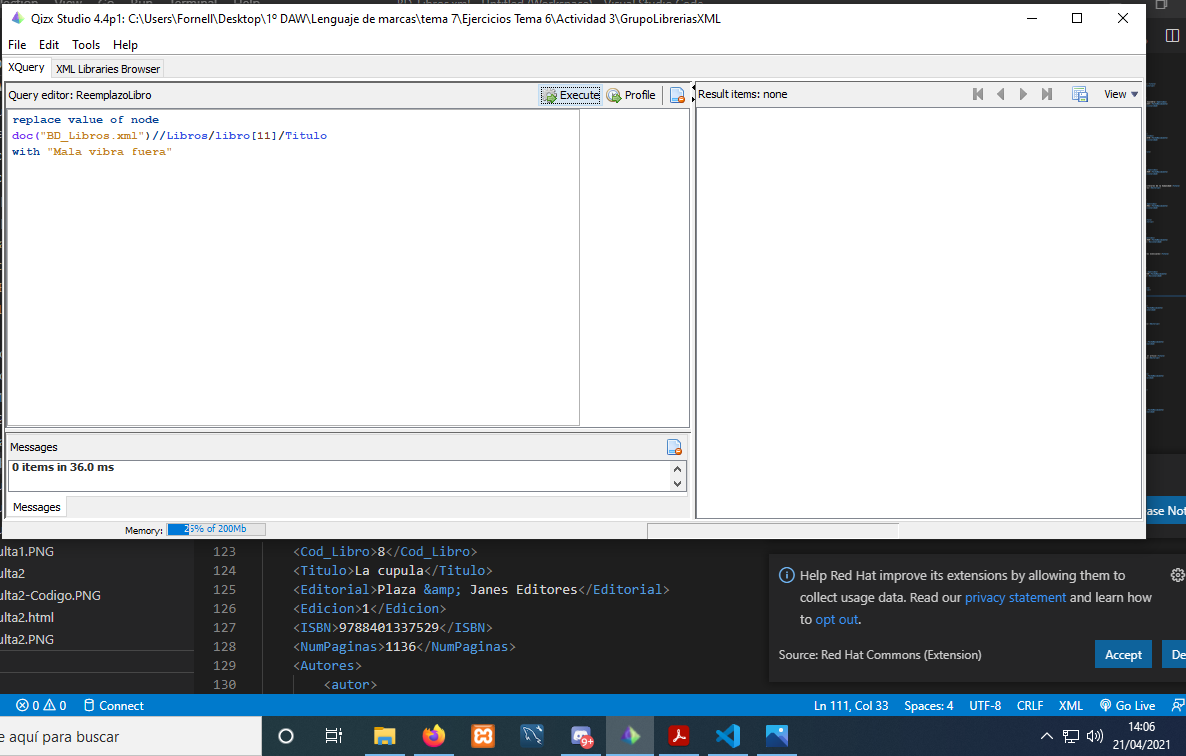 Qizx Studio 4.4p1: C:\Users\Fornell\Desktop\1º DAW\Lenguaje de marcas\tema 7\Ejercicios Tema 6\Actividad 3\GrupoLibreriasXML
File Edit Tools Help
XQuery XML Libraries Browser
Query editor: ReemplazoLibro Execute Profile
Result items: none View
replace value of node
doc("BD_Libros.xml")//Libros/libro[11]/Titulo
with "Mala vibra fuera"
Messages
0 items in 36.0 ms
Messages
Memory: 25% of 200Mb
ase Not
ulta1.PNG
ulta2
ulta2-Codigo.PNG
ulta2.html
ulta2.PNG
123 <Cod_Libro>8</Cod_Libro>
124 <Titulo>La cupula</Titulo>
125 <Editorial>Plaza &amp; Janes Editores</Editorial>
126 <Edicion>1</Edicion>
127 <ISBN>9788401337529</ISBN>
128 <NumPaginas>1136</NumPaginas>
129 <Autores>
130 <autor>
Help Red Hat improve its extensions by allowing them to
collect usage data. Read our privacy statement and learn how
to opt out.
Source: Red Hat Commons (Extension) Accept De
0 0 Connect Ln 111, Col 33 Spaces: 4 UTF-8 CRLF XML Go Live
e aquí para buscar
9+
14:06
21/04/2021